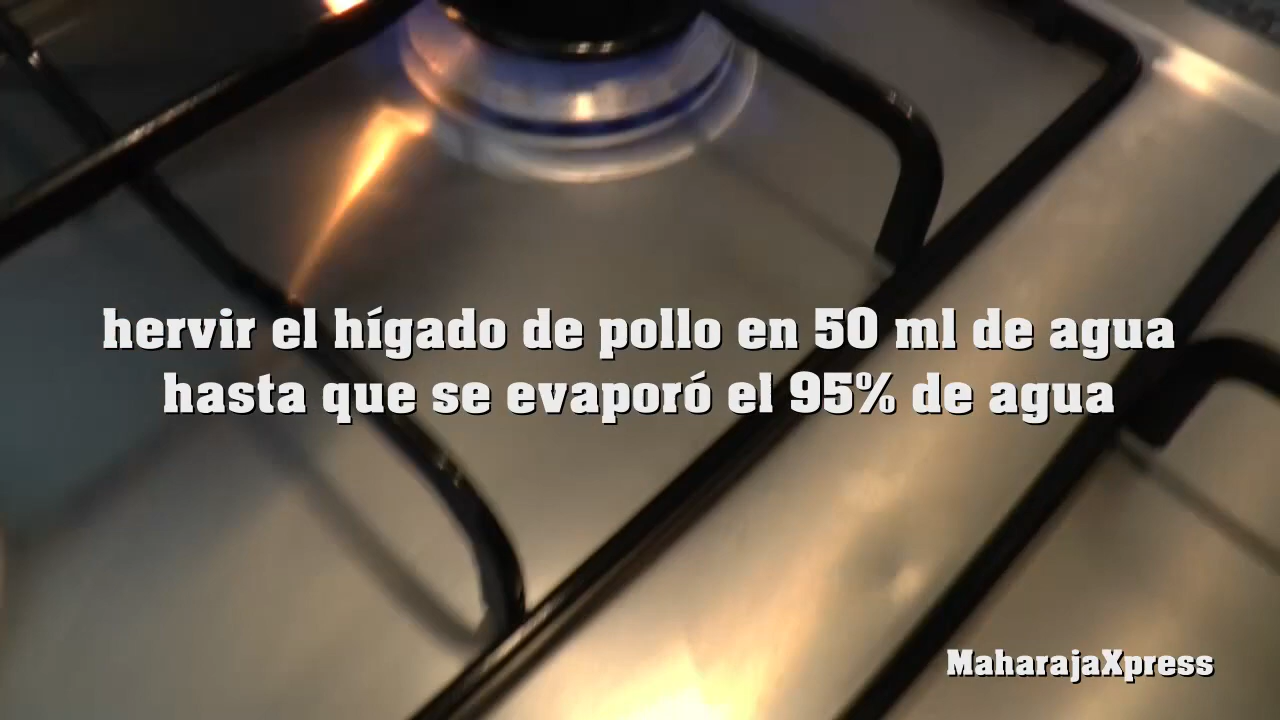 hervir el hígado de pollo en 50 ml de agua
hasta que se evaporó el 95% de agua
MaharajaXpress